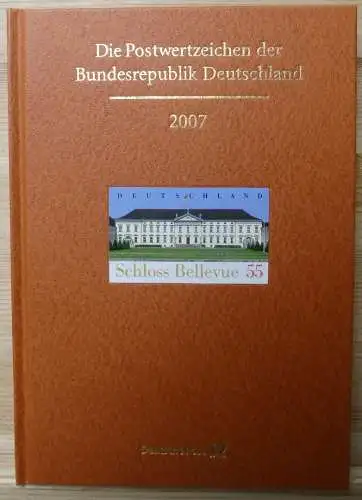 Die Postwertzeichen der
Bundesrepublik Deutschland
2007
DEUTSCHLAND
Schloss Bellevue 55